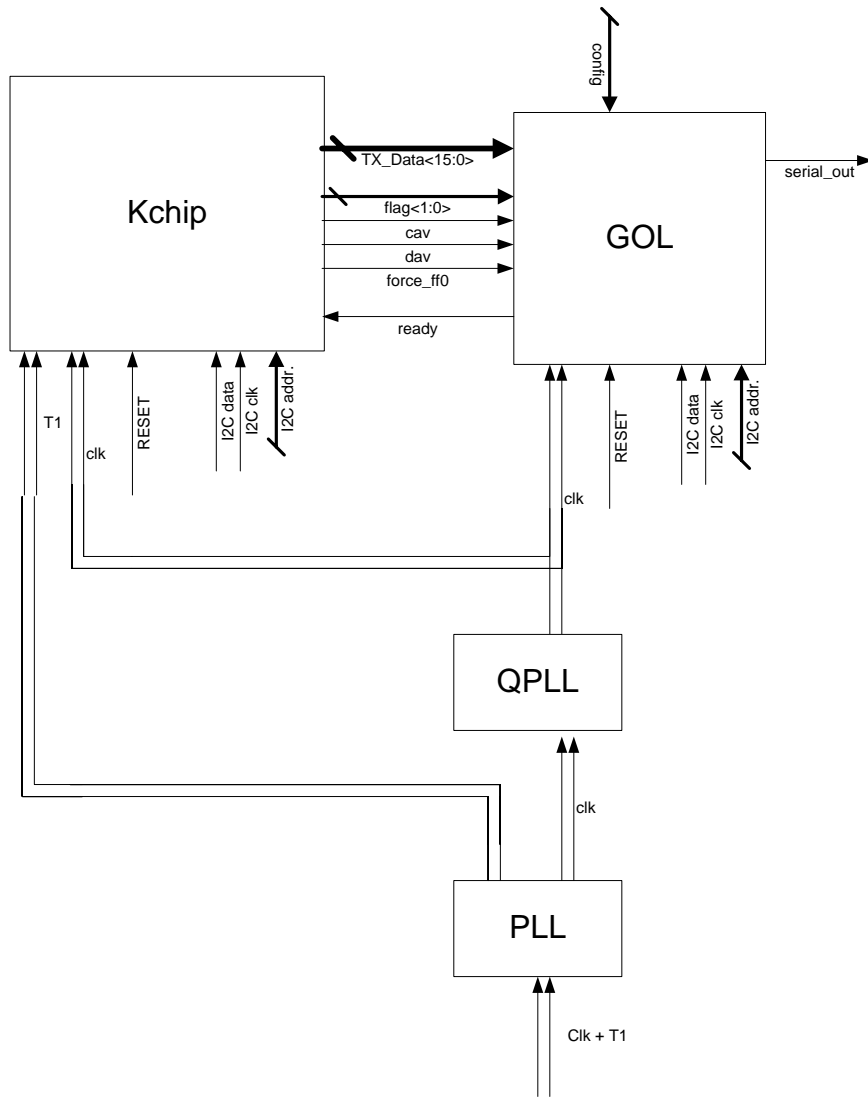 config
TX_Data<15:0>
serial_out
Kchip
flag<1:0>
GOL
cav
dav
force_ff0
ready
T1
clk
RESET
I2C data
I2C clk
I2C addr.
clk
RESET
I2C data
I2C clk
I2C addr.
QPLL
clk
PLL
Clk + T1